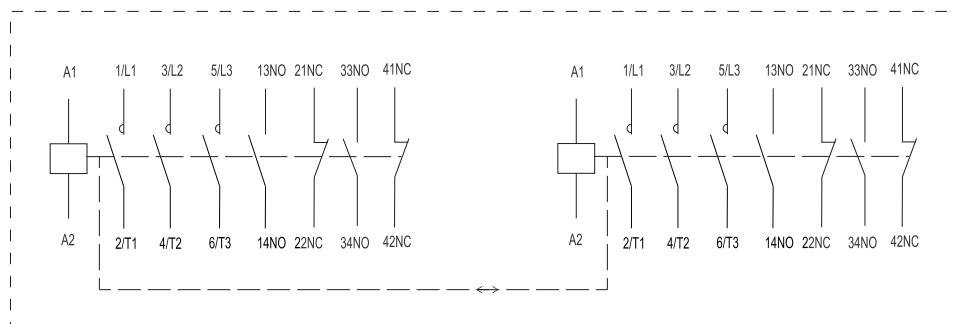 A1 1/L1 3/L2 5/L3 13NO 21NC 33NO 41NC A1 1/L1 3/L2 5/L3 13NO 21NC 33NO 41NC
A2 2/T1 4/T2 6/T3 14NO 22NC 34NO 42NC A2 2/T1 4/T2 6/T3 14NO 22NC 34NO 42NC